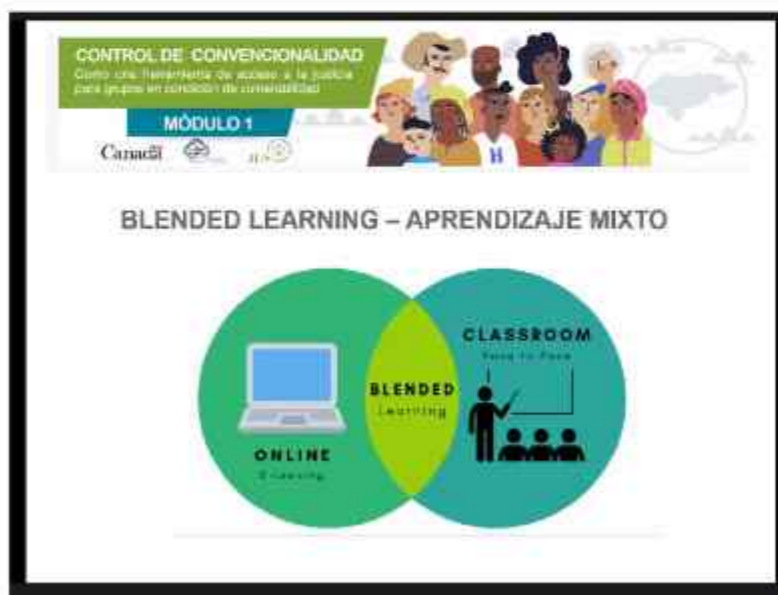 CONTROL DE CONVENCIONALIDAD
Como una herramienta de acceso a la justicia
para grupos en condición de vulnerabilidad
MÓDULO 1
Canadä
H
BLENDED LEARNING – APRENDIZAJE MIXTO
CLASSROOM
Face to Face
BLENDED
Learning
ONLINE
E-Learning